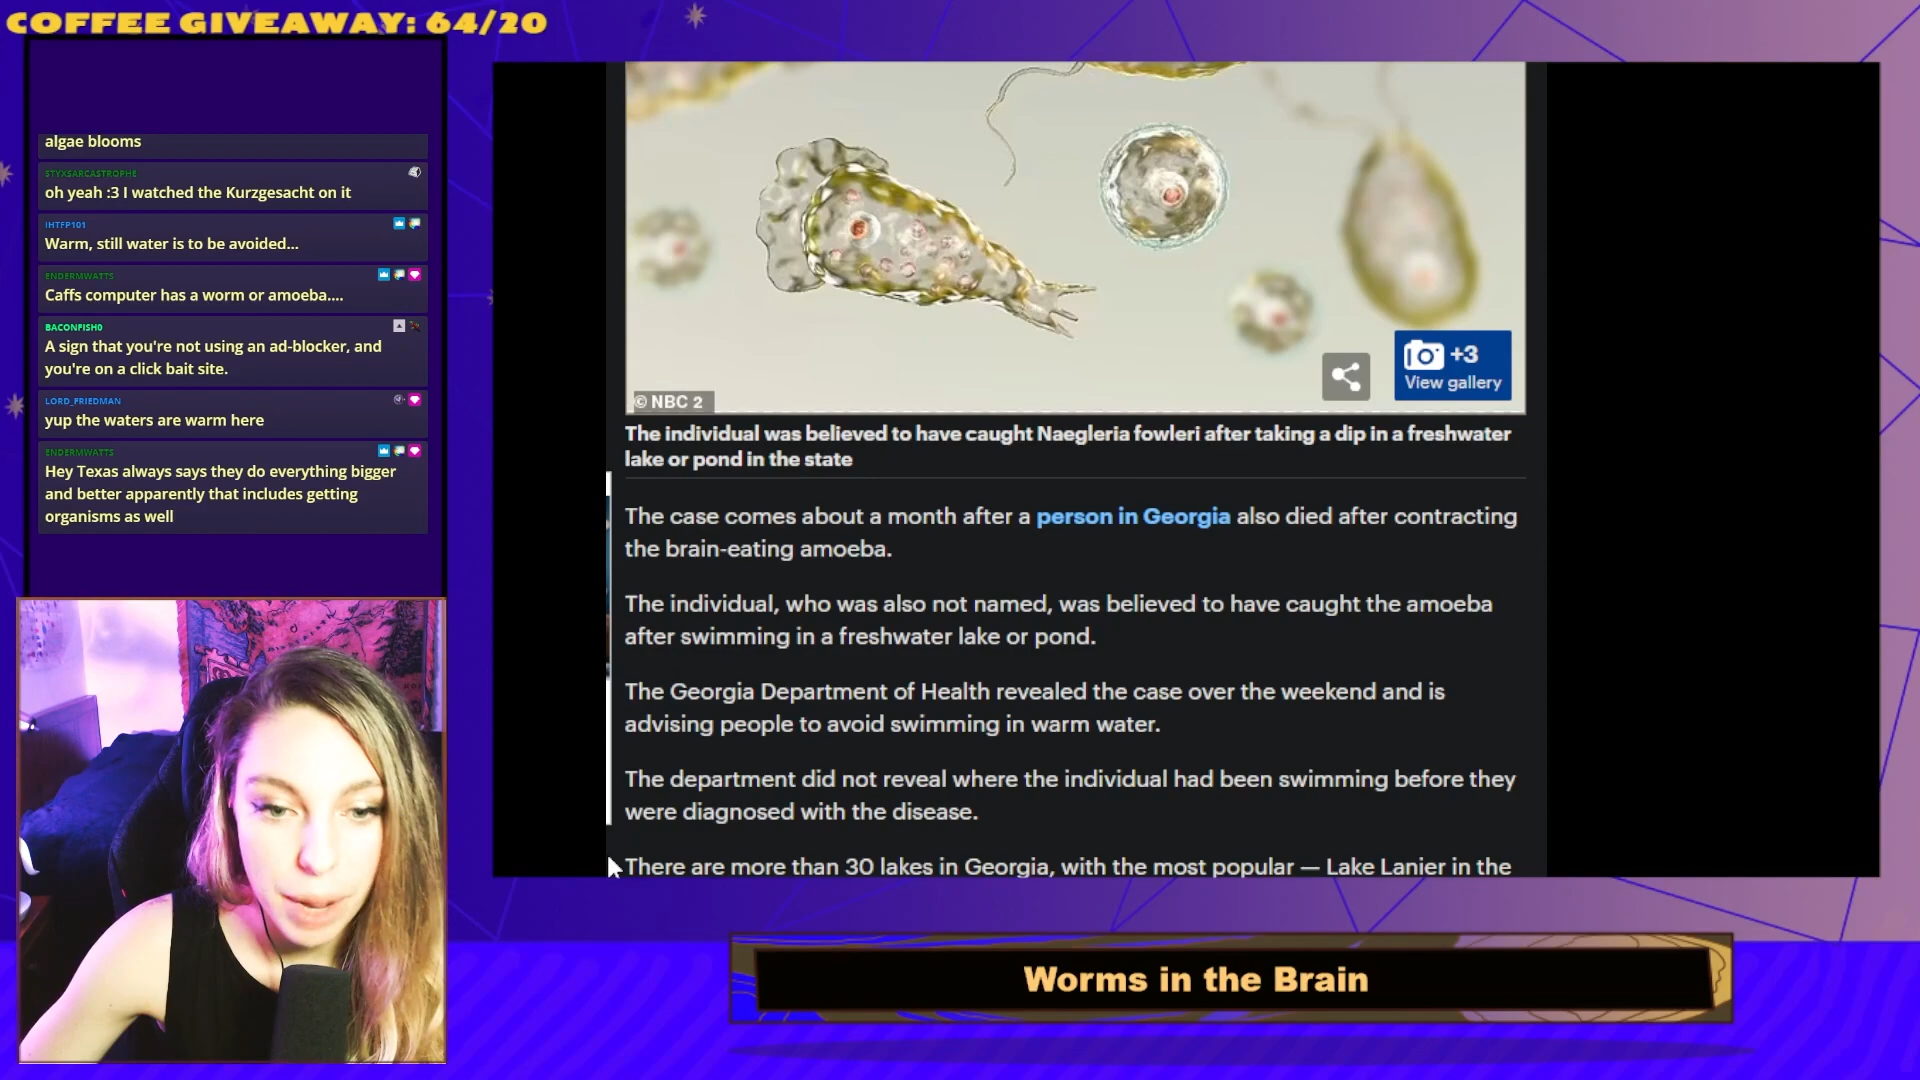 COFFEE GIVEAWAY: 64/20
algae blooms
STYXSARCASTROPHE
oh yeah :3 I watched the Kurzgesacht on it
IHTFP101
Warm, still water is to be avoided...
ENDERMWATTS
Caffs computer has a worm or amoeba....
BACONFISH0
A sign that you're not using an ad-blocker, and
you're on a click bait site.
LORD_FRIEDMAN
yup the waters are warm here
ENDERMWATTS
Hey Texas always says they do everything bigger
and better apparently that includes getting
organisms as well
© NBC 2
+3
View gallery
The individual was believed to have caught Naegleria fowleri after taking a dip in a freshwater
lake or pond in the state
The case comes about a month after a person in Georgia also died after contracting
the brain-eating amoeba.
The individual, who was also not named, was believed to have caught the amoeba
after swimming in a freshwater lake or pond.
The Georgia Department of Health revealed the case over the weekend and is
advising people to avoid swimming in warm water.
The department did not reveal where the individual had been swimming before they
were diagnosed with the disease.
There are more than 30 lakes in Georgia, with the most popular — Lake Lanier in the
Worms in the Brain